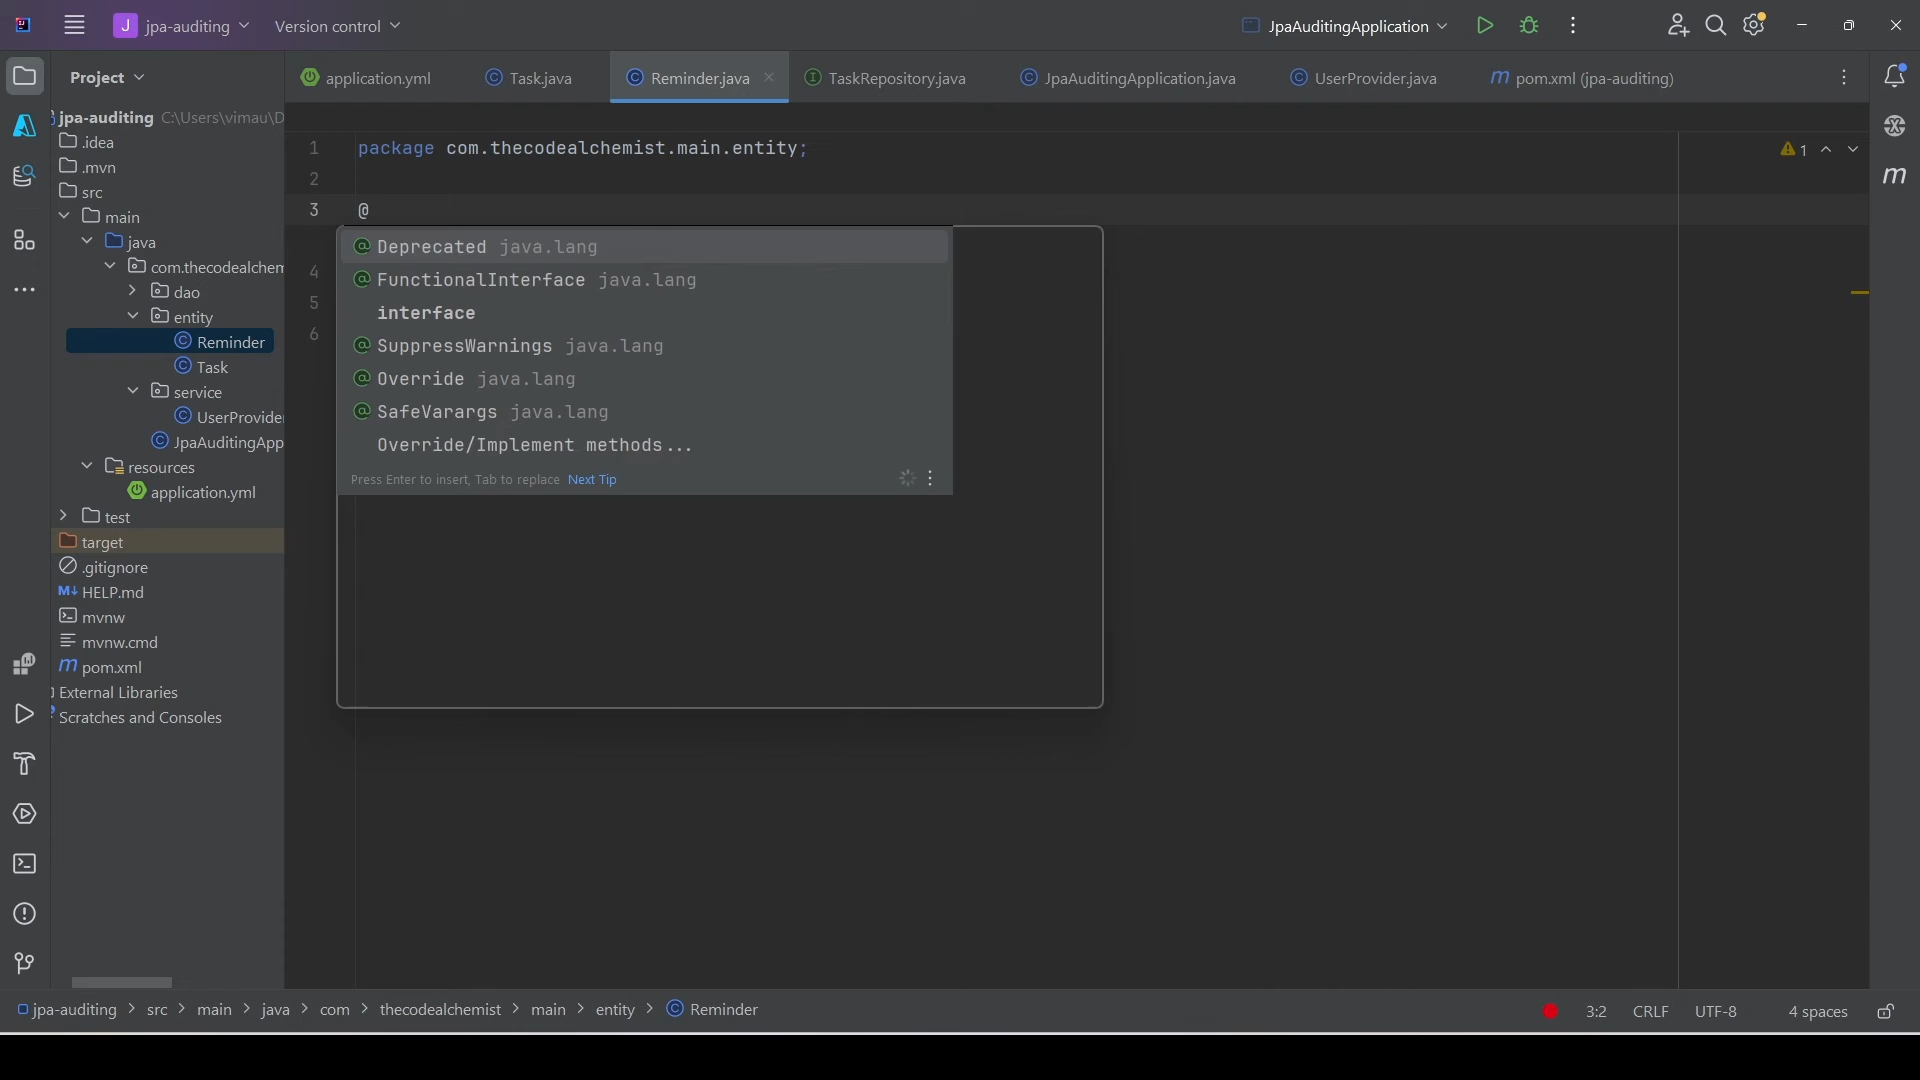 J jpa-auditing Version control JpaAuditingApplication
Project
application.yml Task.java Reminder.java TaskRepository.java JpaAuditingApplication.java UserProvider.java m pom.xml (jpa-auditing)
jpa-auditing C:\Users\vimau\D
.idea
.mvn
src
main
java
com.thecodealchem
dao
entity
Reminder
Task
service
UserProvider
JpaAuditingApp
resources
application.yml
test
target
.gitignore
M↓ HELP.md
mvnw
mvnw.cmd
m pom.xml
External Libraries
Scratches and Consoles
1 package com.thecodealchemist.main.entity;
2
3 @
4
5
6
1
m
@ Deprecated java.lang
@ FunctionalInterface java.lang
interface
@ SuppressWarnings java.lang
@ Override java.lang
@ SafeVarargs java.lang
Override/Implement methods...
Press Enter to insert, Tab to replace Next Tip
jpa-auditing > src > main > java > com > thecodealchemist > main > entity > Reminder
3:2 CRLF UTF-8 4 spaces